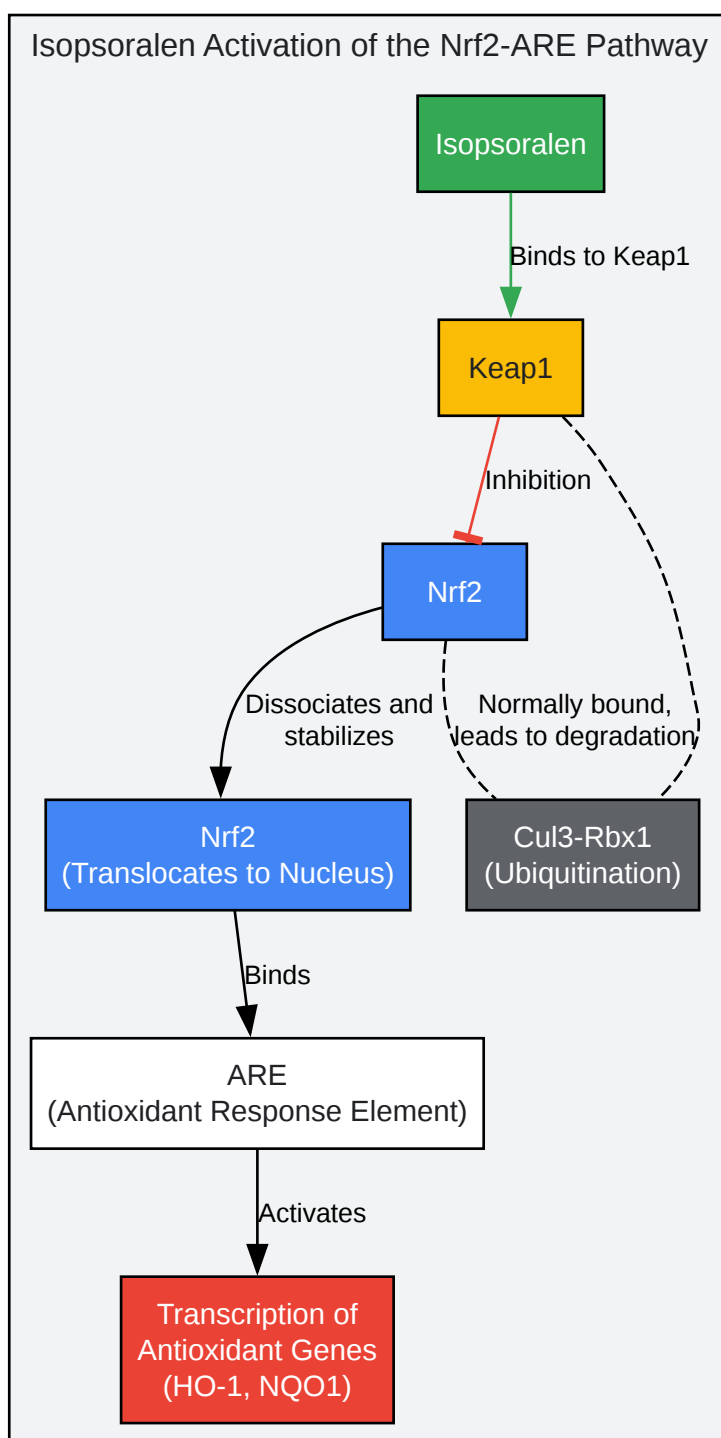 Isopsoralen Activation of the Nrf2-ARE Pathway
Isopsoralen
Binds to Keap1
Keap1
Inhibition
Nrf2
Dissociates and
stabilizes
Normally bound,
leads to degradation
Nrf2
(Translocates to Nucleus)
Cul3-Rbx1
(Ubiquitination)
Binds
ARE
(Antioxidant Response Element)
Activates
Transcription of
Antioxidant Genes
(HO-1, NQO1)